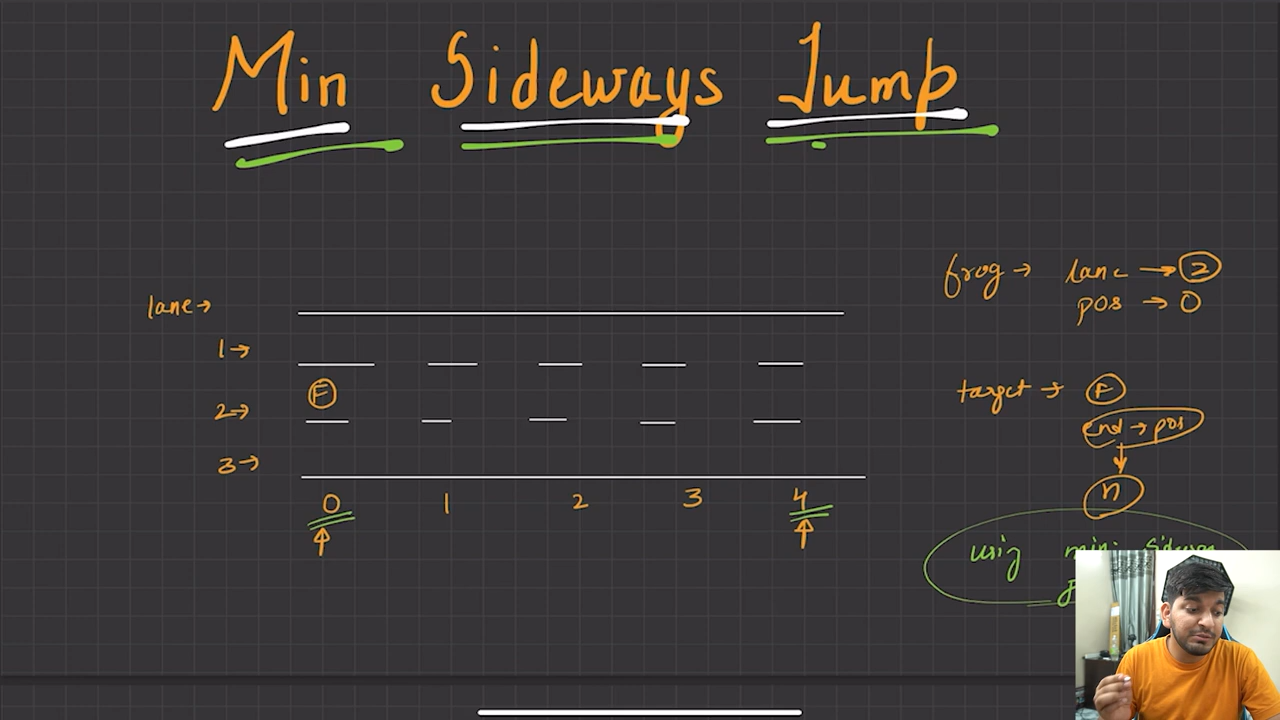 Min Sideways Jump
frog → lane → 2
pos → 0
lane →
1 →
2 →
3 →
F
target → F
end → pos
n
0 1 2 3 4
using